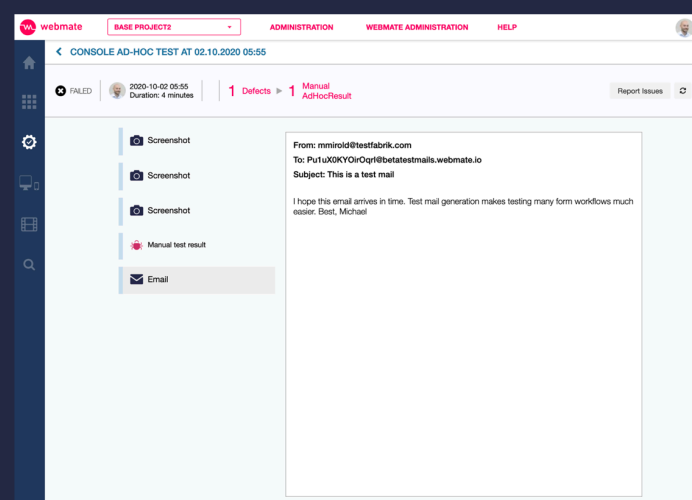 webmate
BASE PROJECT2
ADMINISTRATION
WEBMATE ADMINISTRATION
HELP
CONSOLE AD-HOC TEST AT 02.10.2020 05:55
FAILED
2020-10-02 05:55
Duration: 4 minutes
1 Defects
1 Manual
AdHocResult
Report Issues
Screenshot
Screenshot
Screenshot
Manual test result
Email
From: mmirold@testfabrik.com
To: Pu1uX0KYOirOqrl@betatestmails.webmate.io
Subject: This is a test mail
I hope this email arrives in time. Test mail generation makes testing many form workflows much
easier. Best, Michael